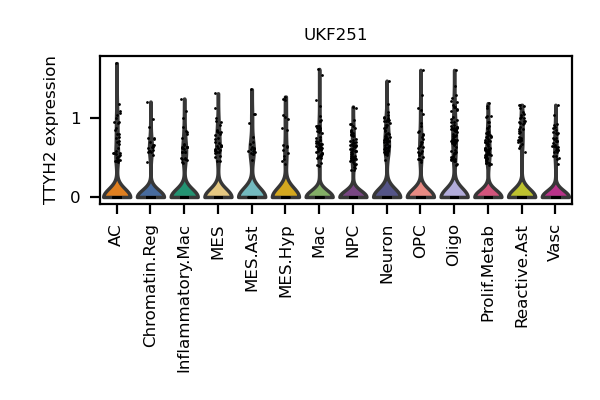 UKF251
TTYH2 expression
1
0
AC
Chromatin.Reg
Inflammatory.Mac
MES
MES.Ast
MES.Hyp
Mac
NPC
Neuron
OPC
Oligo
Prolif.Metab
Reactive.Ast
Vasc